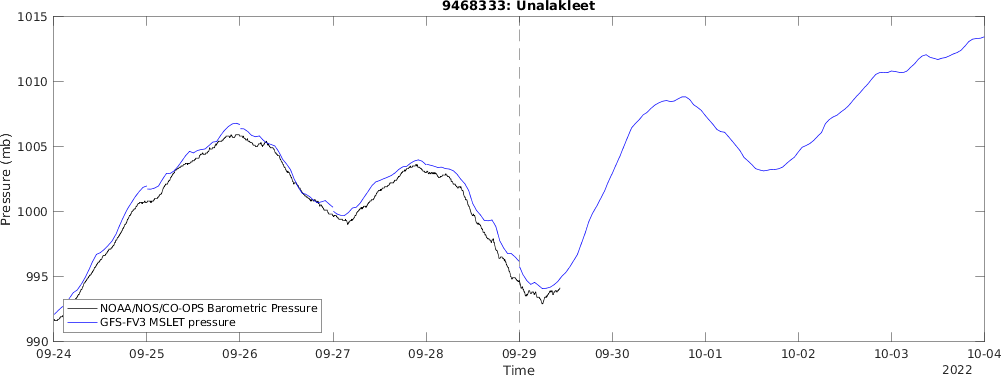 9468333: Unalakleet
1015
1010
1005
1000
995
990
Pressure (mb)
NOAA/NOS/CO-OPS Barometric Pressure
GFS-FV3 MSLET pressure
09-24 09-25 09-26 09-27 09-28 09-29 09-30 10-01 10-02 10-03 10-04
Time
2022